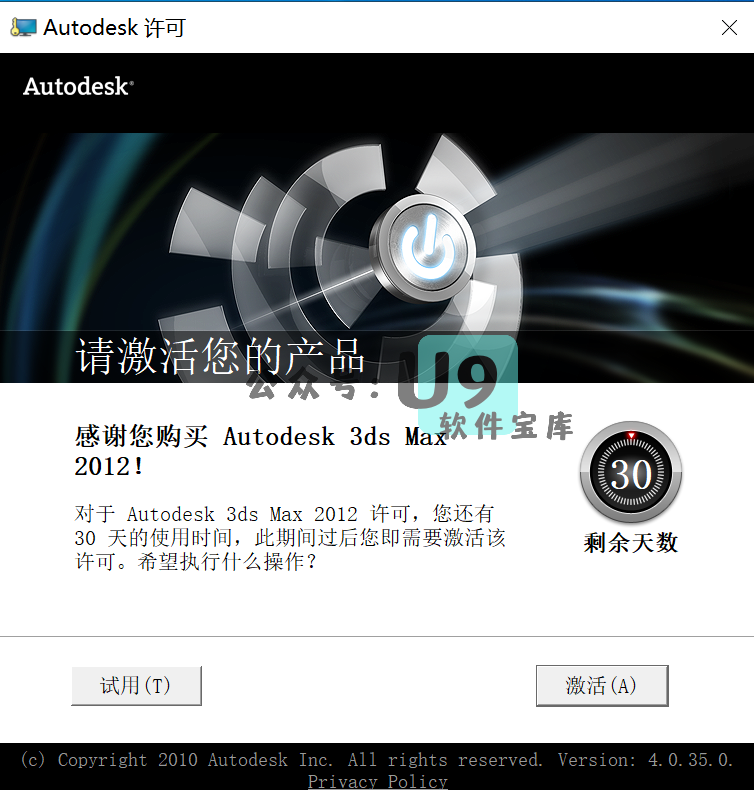 Autodesk 许可
Autodesk®
请激活您的产品
公众号！U9
软件宝库
感谢您购买 Autodesk 3ds Max
2012！
30
剩余天数
对于 Autodesk 3ds Max 2012 许可，您还有
30 天的使用时间，此期间过后您即需要激活该
许可。希望执行什么操作？
试用(T)
激活(A)
(c) Copyright 2010 Autodesk Inc. All rights reserved. Version: 4.0.35.0.
Privacy Policy